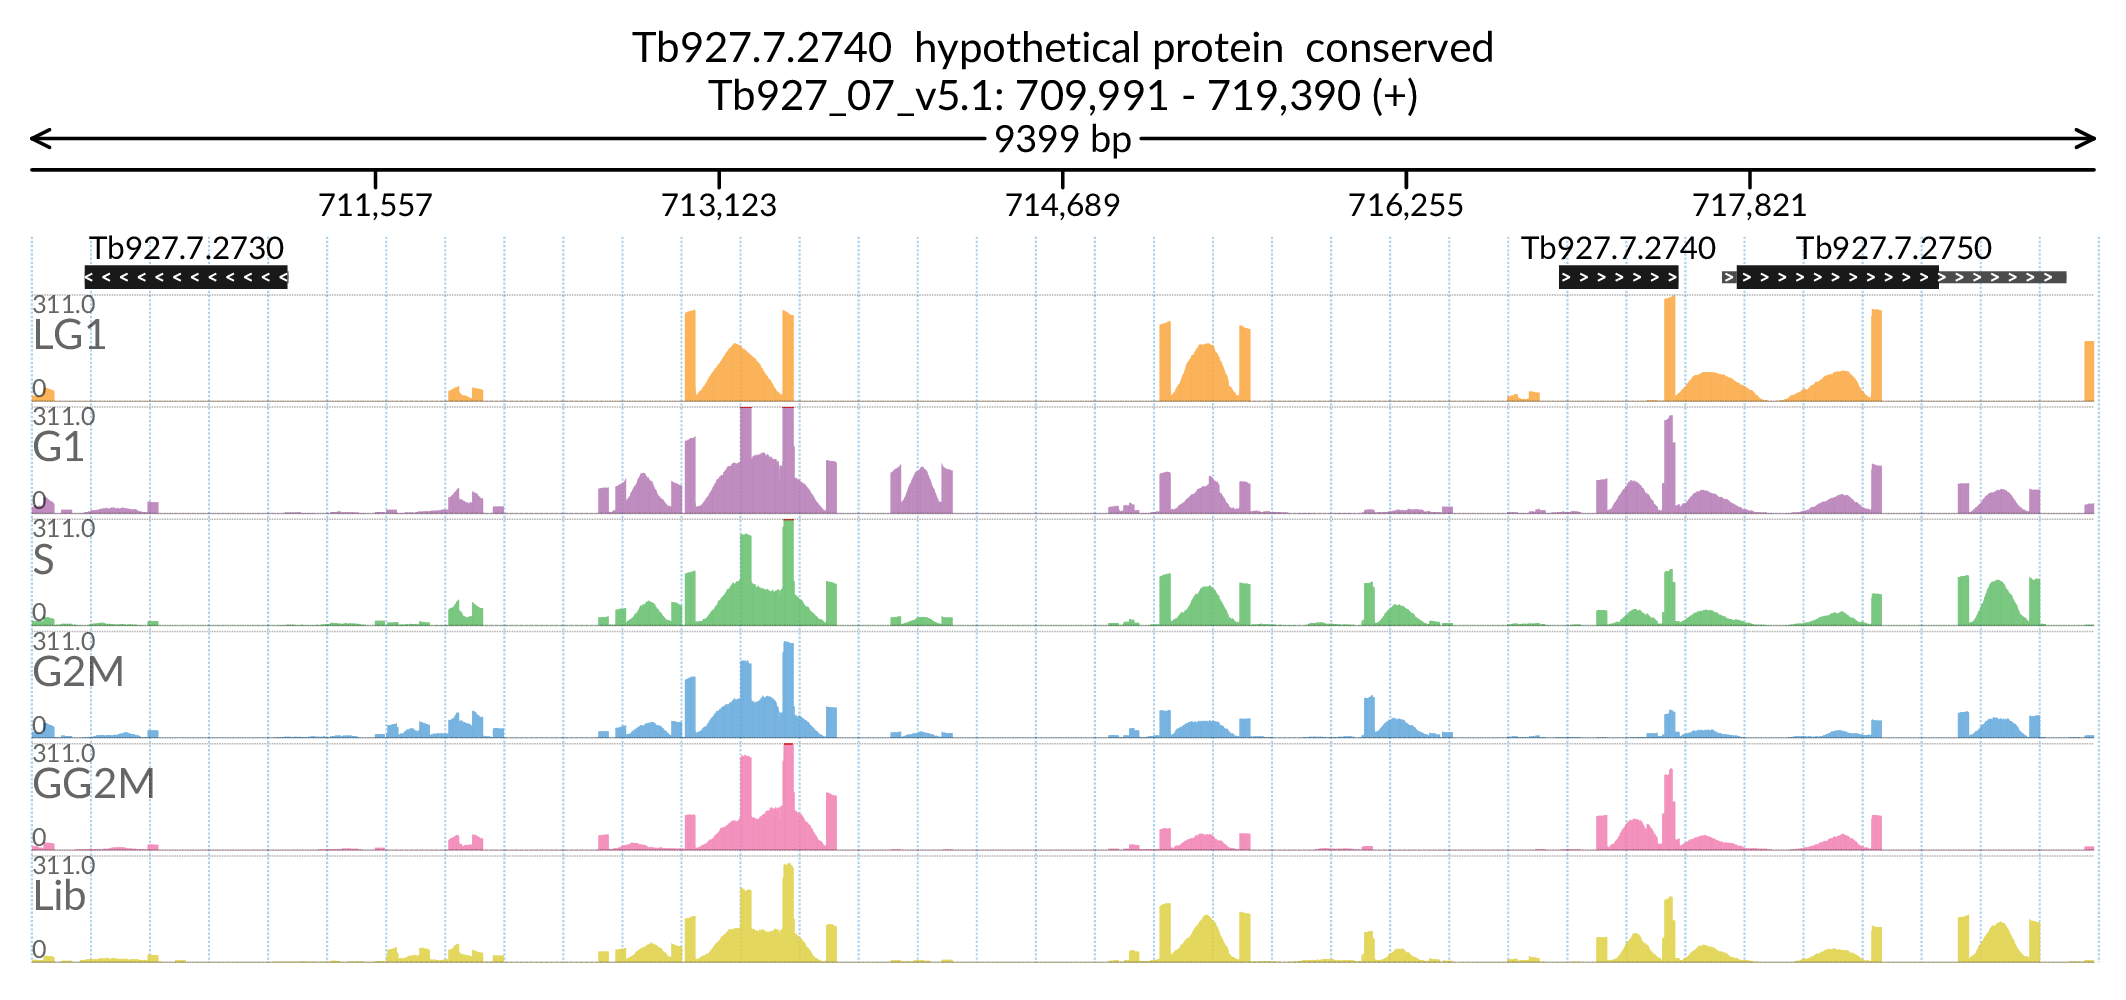 Tb927.7.2740  hypothetical protein  conserved
Tb927_07_v5.1: 709,991 - 719,390 (+)
9399 bp
711,557 713,123 714,689 716,255 717,821
Tb927.7.2730 Tb927.7.2740 Tb927.7.2750
311.0
LG1
0
311.0
G1
0
311.0
S
0
311.0
G2M
0
311.0
GG2M
0
311.0
Lib
0